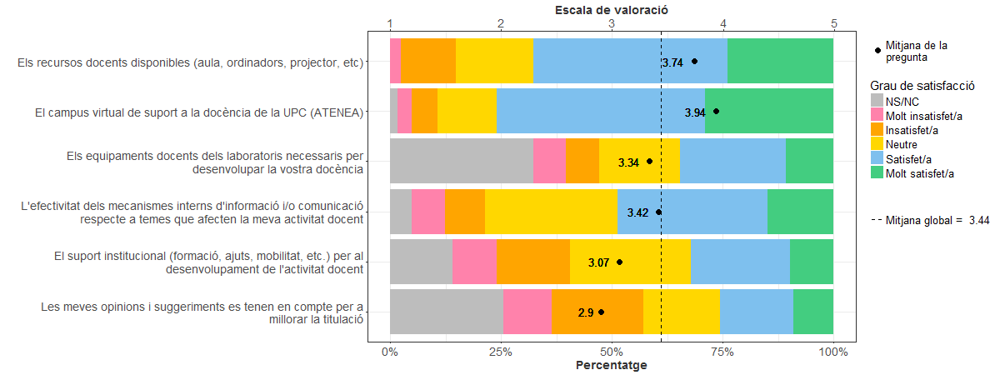 Escala de valoració
1 2 3 4 5
Els recursos docents disponibles (aula, ordinadors, projector, etc)
3.74
El campus virtual de suport a la docència de la UPC (ATENEA)
3.94
Els equipaments docents dels laboratoris necessaris per
desenvolupar la vostra docència
3.34
L'efectivitat dels mecanismes interns d'informació i/o comunicació
respecte a temes que afecten la meva activitat docent
3.42
El suport institucional (formació, ajuts, mobilitat, etc.) per al
desenvolupament de l'activitat docent
3.07
Les meves opinions i suggeriments es tenen en compte per a
millorar la titulació
2.9
0% 25% 50% 75% 100%
Percentatge
Mitjana de la
pregunta
Grau de satisfacció
NS/NC
Molt insatisfet/a
Insatisfet/a
Neutre
Satisfet/a
Molt satisfet/a
Mitjana global = 3.44